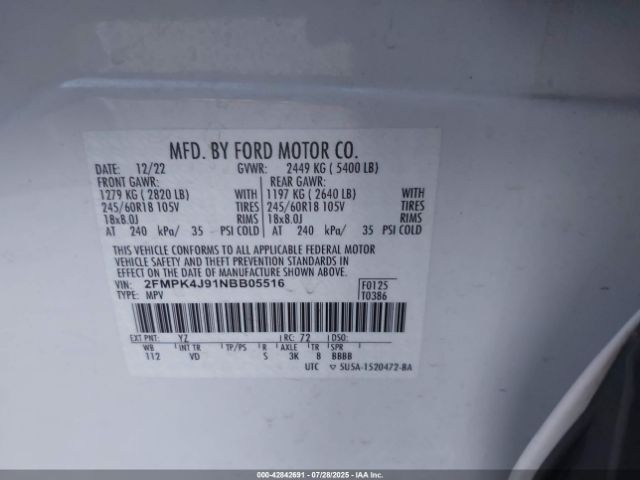 MFD. BY FORD MOTOR CO.
DATE: 12/22 GVWR: 2449 KG ( 5400 LB)
FRONT GAWR: REAR GAWR:
1279 KG ( 2820 LB) WITH 1197 KG ( 2640 LB) WITH
245/60R18 105V TIRES 245/60R18 105V TIRES
18x8.0J RIMS 18x8.0J RIMS
AT 240 kPa/ 35 PSI COLD AT 240 kPa/ 35 PSI COLD
THIS VEHICLE CONFORMS TO ALL APPLICABLE FEDERAL MOTOR
VEHICLE SAFETY AND THEFT PREVENTION STANDARDS IN
EFFECT ON THE DATE OF MANUFACTURE SHOWN ABOVE.
VIN: 2FMPK4J91NBB05516 F0125
TYPE: MPV T0386
EXT PNT: YZ RC: 72 DSO:
WB INT TR TP/PS R AXLE TR SPR
112 VD S 3K 8 BBBB
UTC ▽ 5U5A-1520472-BA
000-42842691 - 07/28/2025 - IAA, Inc.